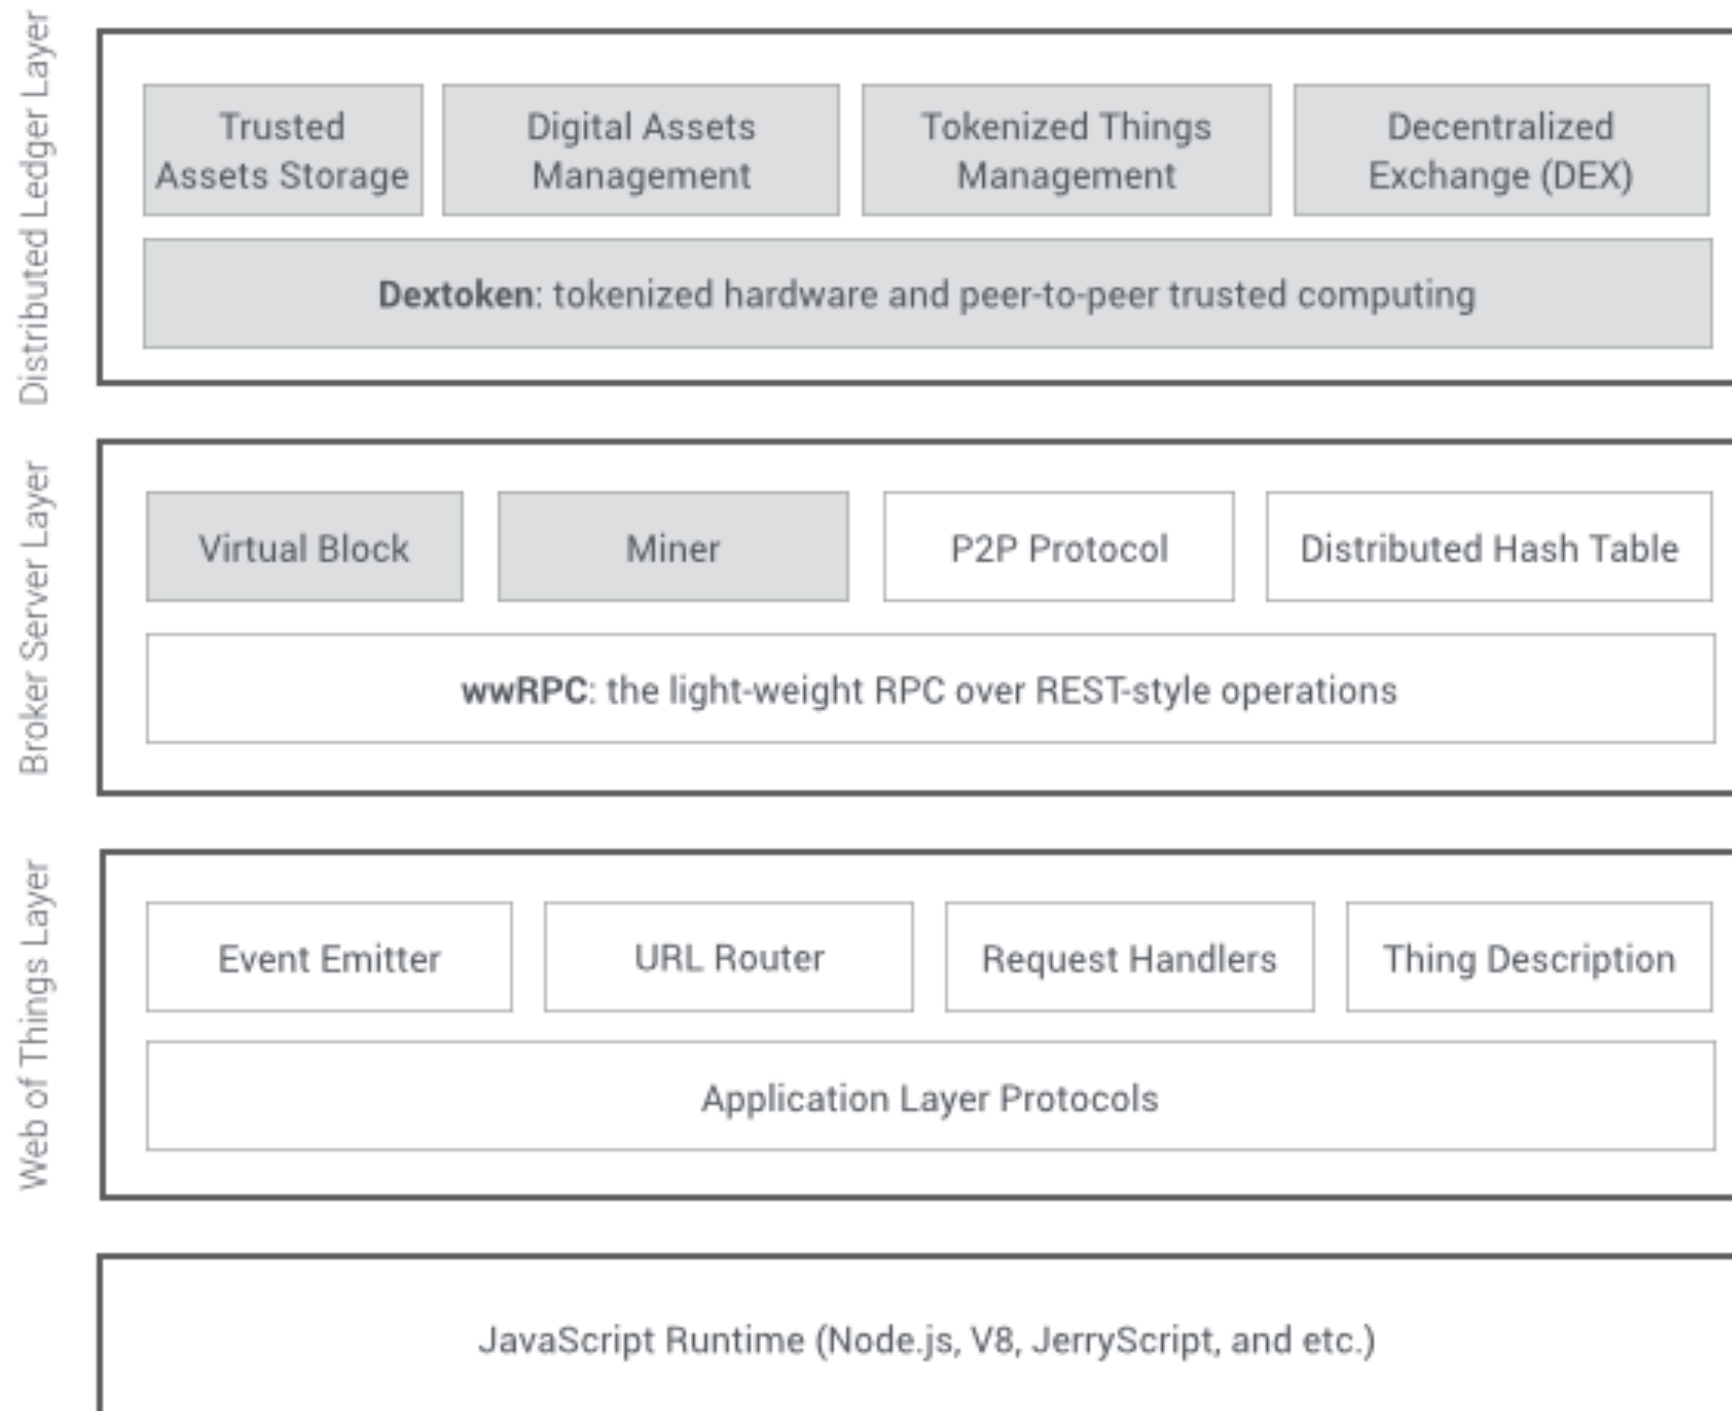 Distributed Ledger Layer
Trusted
Assets Storage
Digital Assets
Management
Tokenized Things
Management
Decentralized
Exchange (DEX)
Dextoken: tokenized hardware and peer-to-peer trusted computing
Broker Server Layer
Virtual Block
Miner
P2P Protocol
Distributed Hash Table
wwRPC: the light-weight RPC over REST-style operations
Web of Things Layer
Event Emitter
URL Router
Request Handlers
Thing Description
Application Layer Protocols
JavaScript Runtime (Node.js, V8, JerryScript, and etc.)